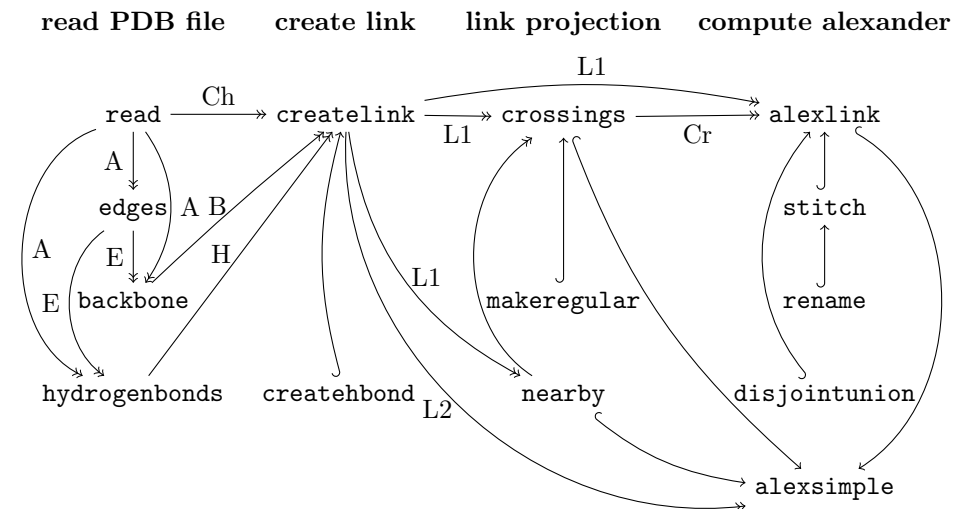 read PDB file create link link projection compute alexander
L1
read Ch createlink L1 crossings Cr alexlink
A
edges A B stitch
A E H L1
E backbone makeregular rename
hydrogenbonds createhbond L2 nearby disjointunion
alexsimple